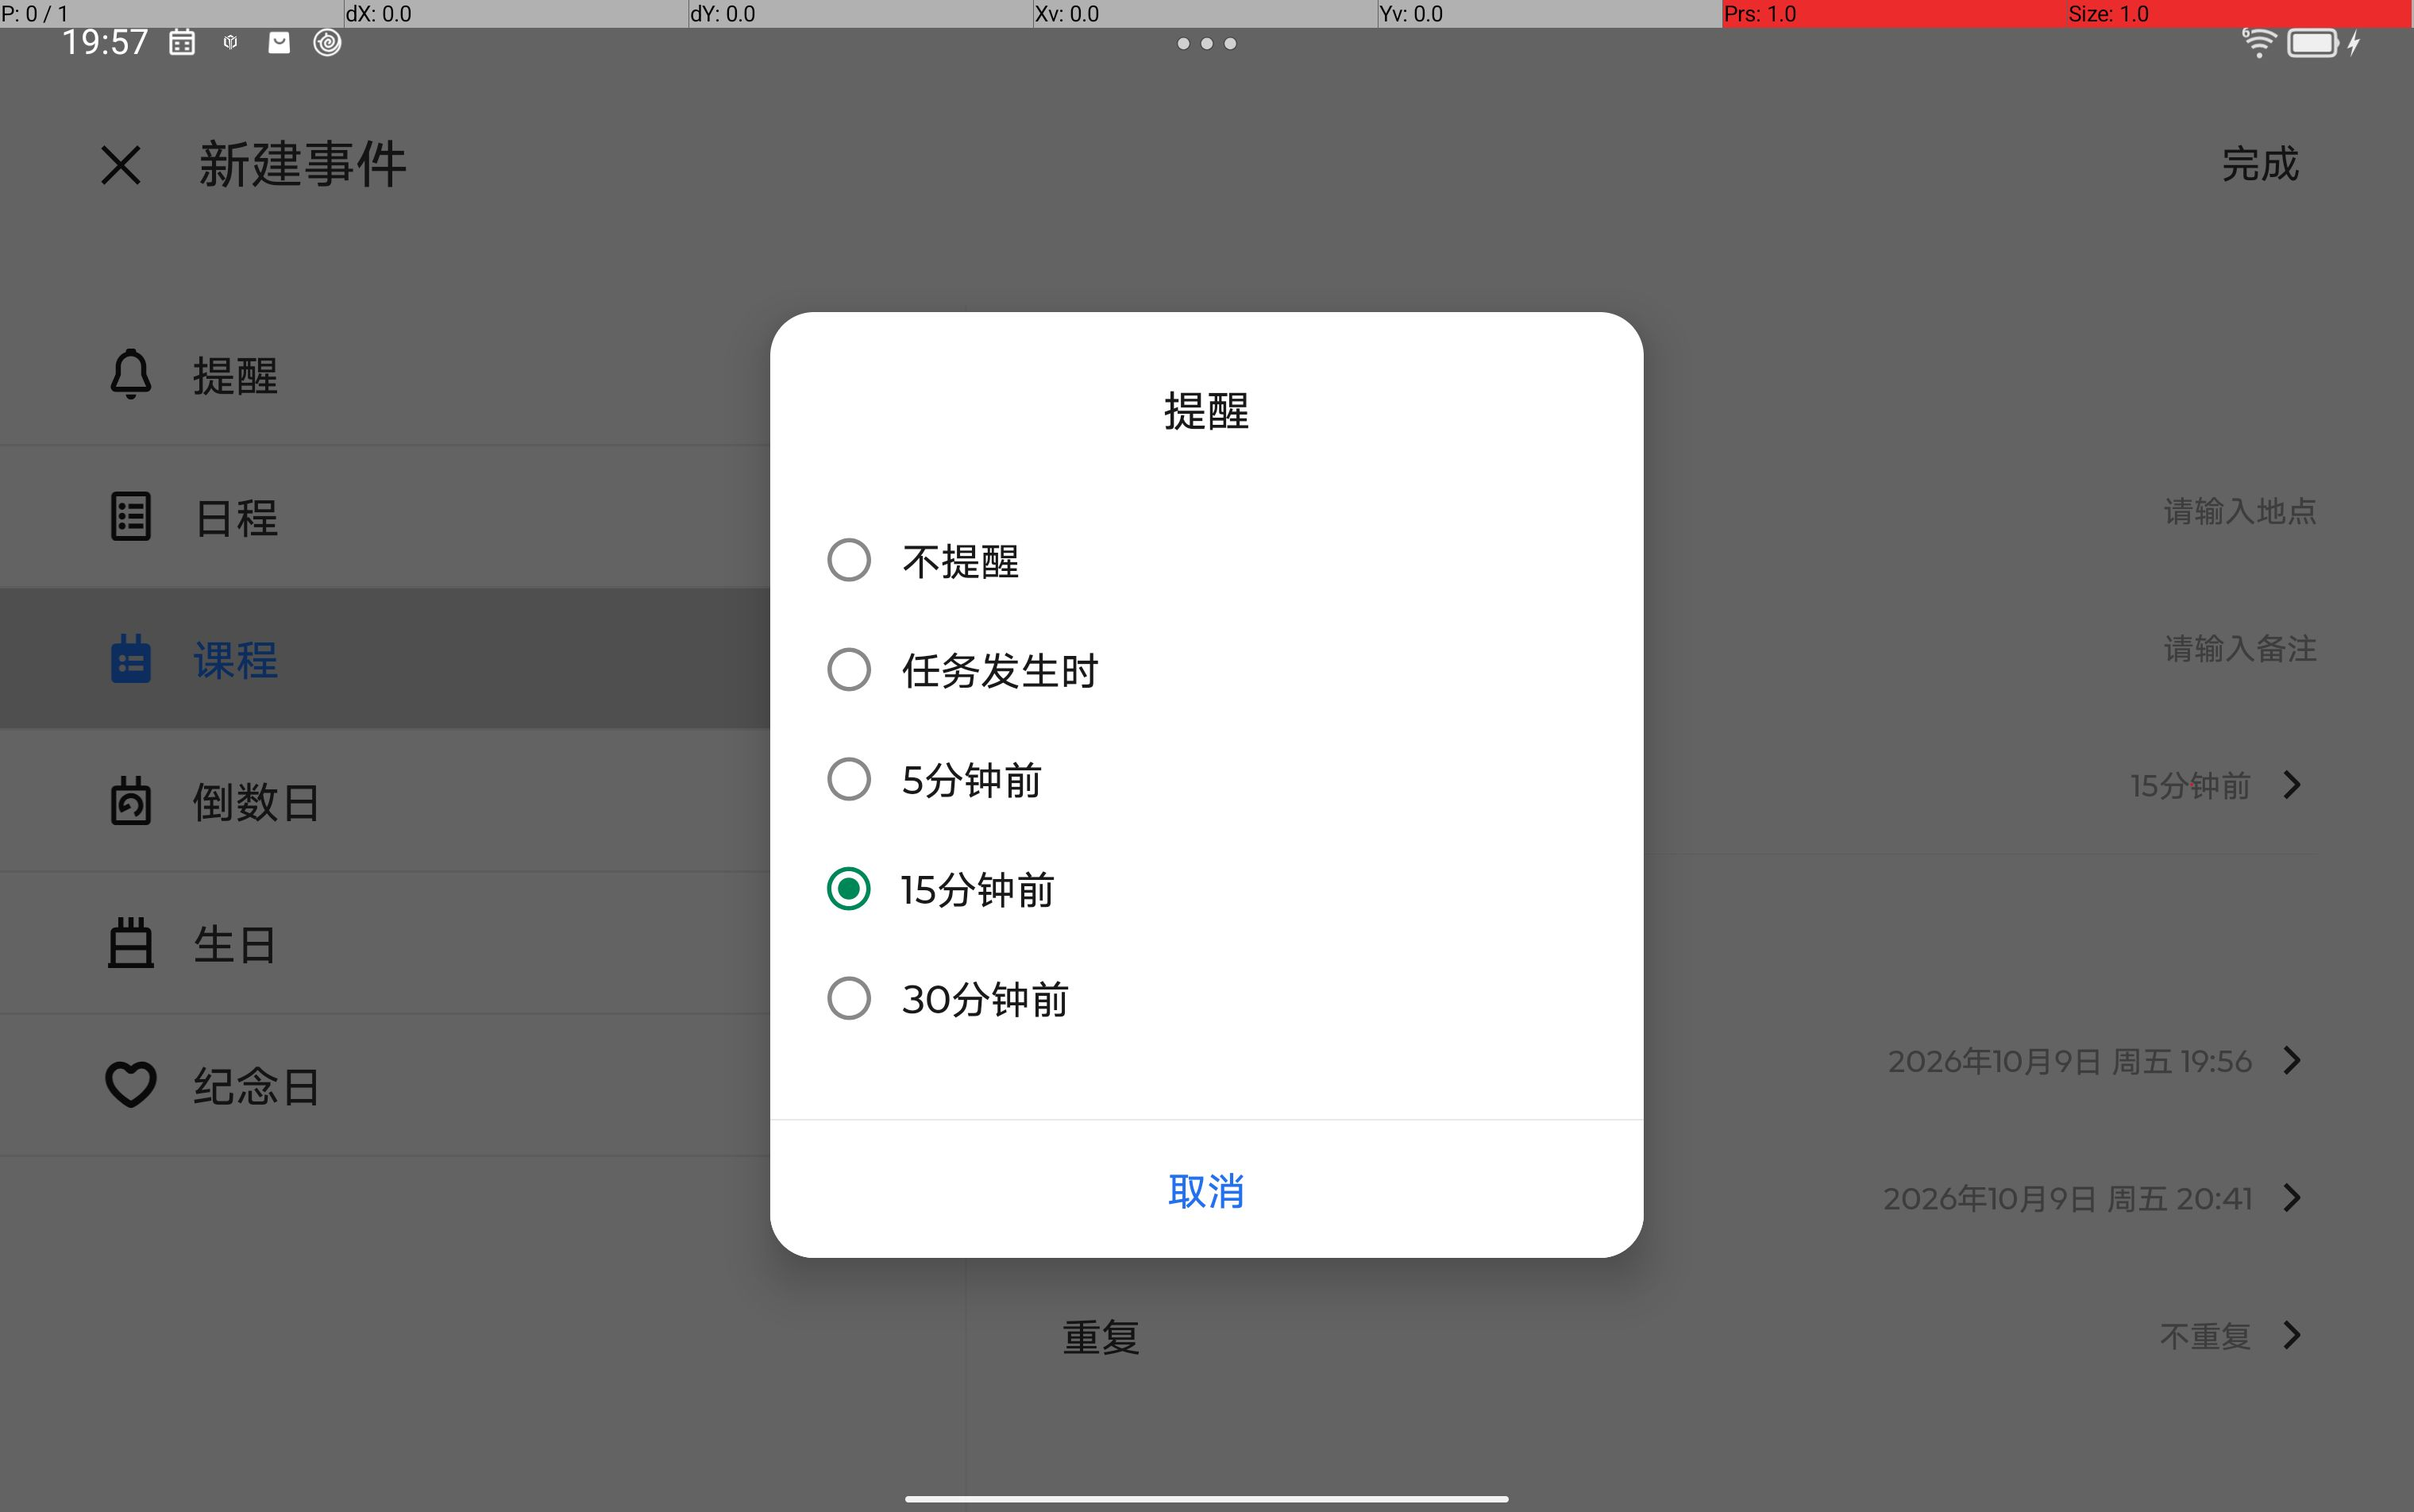 P: 0 / 1 dX: 0.0 dY: 0.0 Xv: 0.0 Yv: 0.0 Prs: 1.0 Size: 1.0
19:57
6
新建事件
完成
提醒
日程
课程
倒数日
生日
纪念日
提醒
不提醒
任务发生时
5分钟前
15分钟前
30分钟前
取消
请输入地点
请输入备注
15分钟前
2026年10月9日 周五 19:56
2026年10月9日 周五 20:41
重复
不重复